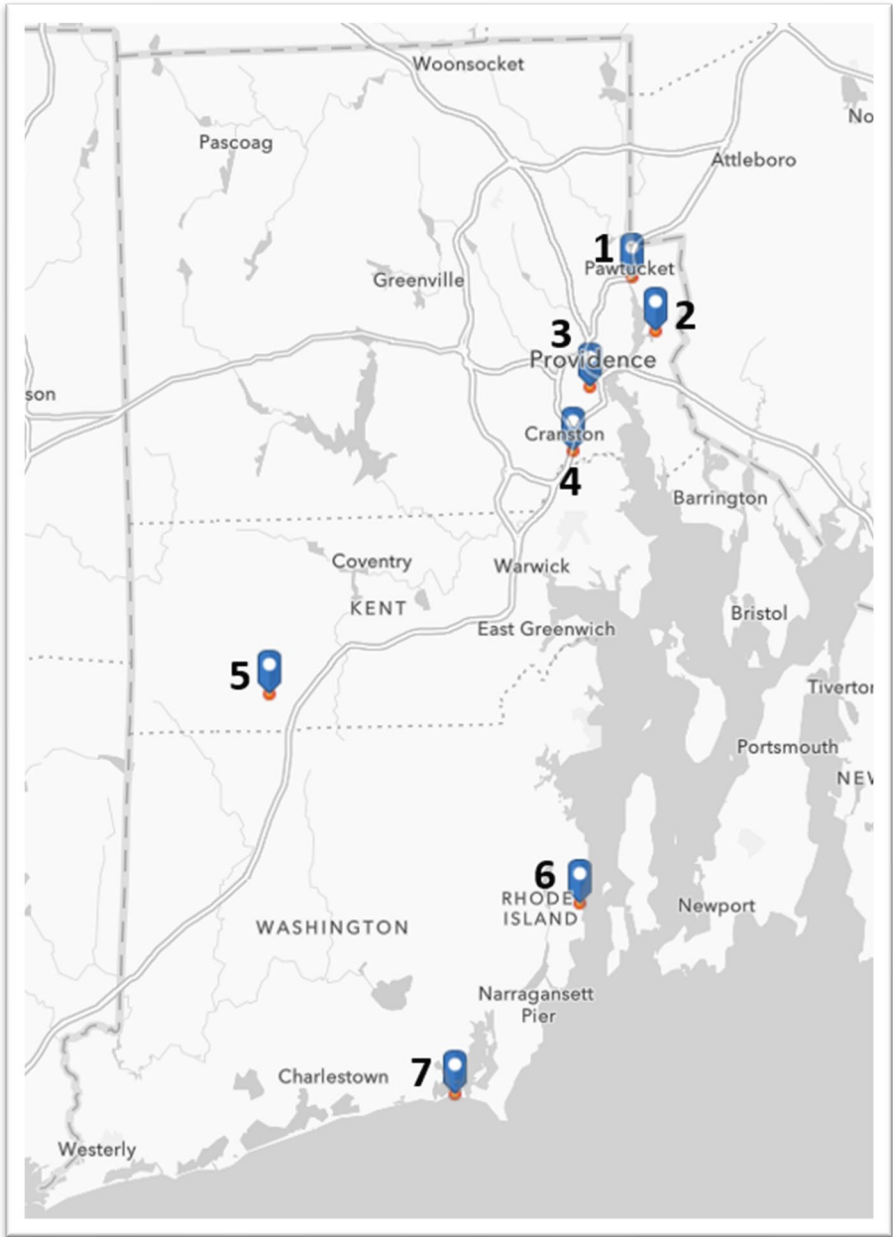 Woonsocket
No
Pascoag
Attleboro
1
Pawtucket
Greenville
2
3
Providence
son
Cranston
4
Barrington
Coventry
Warwick
KENT
Bristol
East Greenwich
5
Tiverton
Portsmouth
NEW
6
RHODE
ISLAND
Newport
WASHINGTON
Narragansett
Pier
7
Charlestown
Westerly